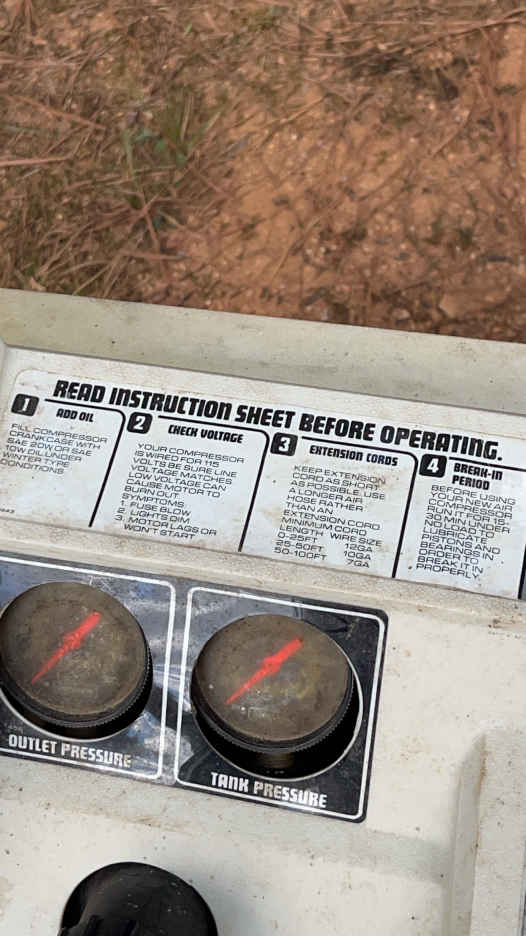 READ INSTRUCTION SHEET BEFORE OPERATING.
1 ADD OIL
FILL COMPRESSOR
CRANKCASE WITH
SAE 20W OR SAE
10W OIL UNDER
WINTER TYPE
CONDITIONS
2 CHECK VOLTAGE
YOUR COMPRESSOR
IS WIRED FOR 115
VOLTS BE SURE LINE
VOLTAGE MATCHES.
LOW VOLTAGE CAN
CAUSE MOTOR TO
BURN OUT.
SYMPTOMS:
1. FUSE BLOW
2. LIGHTS DIM
3. MOTOR LAGS OR
WON'T START
3 EXTENSION CORDS
KEEP EXTENSION
CORD AS SHORT
AS POSSIBLE. USE
A LONGER AIR
HOSE RATHER
THAN AN
EXTENSION CORD
MINIMUM CORD
LENGTH WIRE SIZE
0-25FT 12GA
25-50FT 10GA
50-100FT 7GA
4 BREAK-IN
PERIOD
BEFORE USING
YOUR NEW AIR
COMPRESSOR
RUN IT FOR 15-
30 MIN UNDER
NO LOAD TO
LUBRICATE
PISTONS AND
BEARINGS IN
ORDER TO
BREAK IT IN
PROPERLY.
OUTLET PRESSURE
TANK PRESSURE